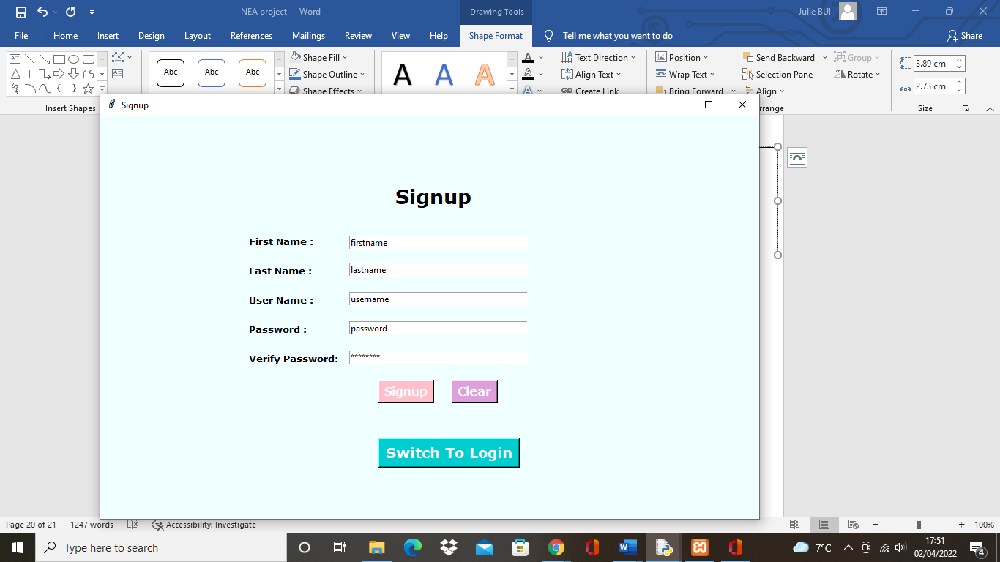 NEA project - Word
Drawing Tools
Julie BUI
File Home Insert Design Layout References Mailings Review View Help Shape Format Tell me what you want to do Share
Abc Abc Abc
Shape Fill
Shape Outline
Shape Effects
A A A
Text Direction
Align Text
Create Link
Position
Wrap Text
Bring Forward
Send Backward
Selection Pane
Align
Group
Rotate
3.89 cm
2.73 cm
Insert Shapes
rrange
Size
Signup
Signup
First Name : firstname
Last Name : lastname
User Name : username
Password : password
Verify Password: ********
Signup Clear
Switch To Login
Page 20 of 21 1247 words Accessibility: Investigate 100%
Type here to search
7°C
17:51
02/04/2022
4